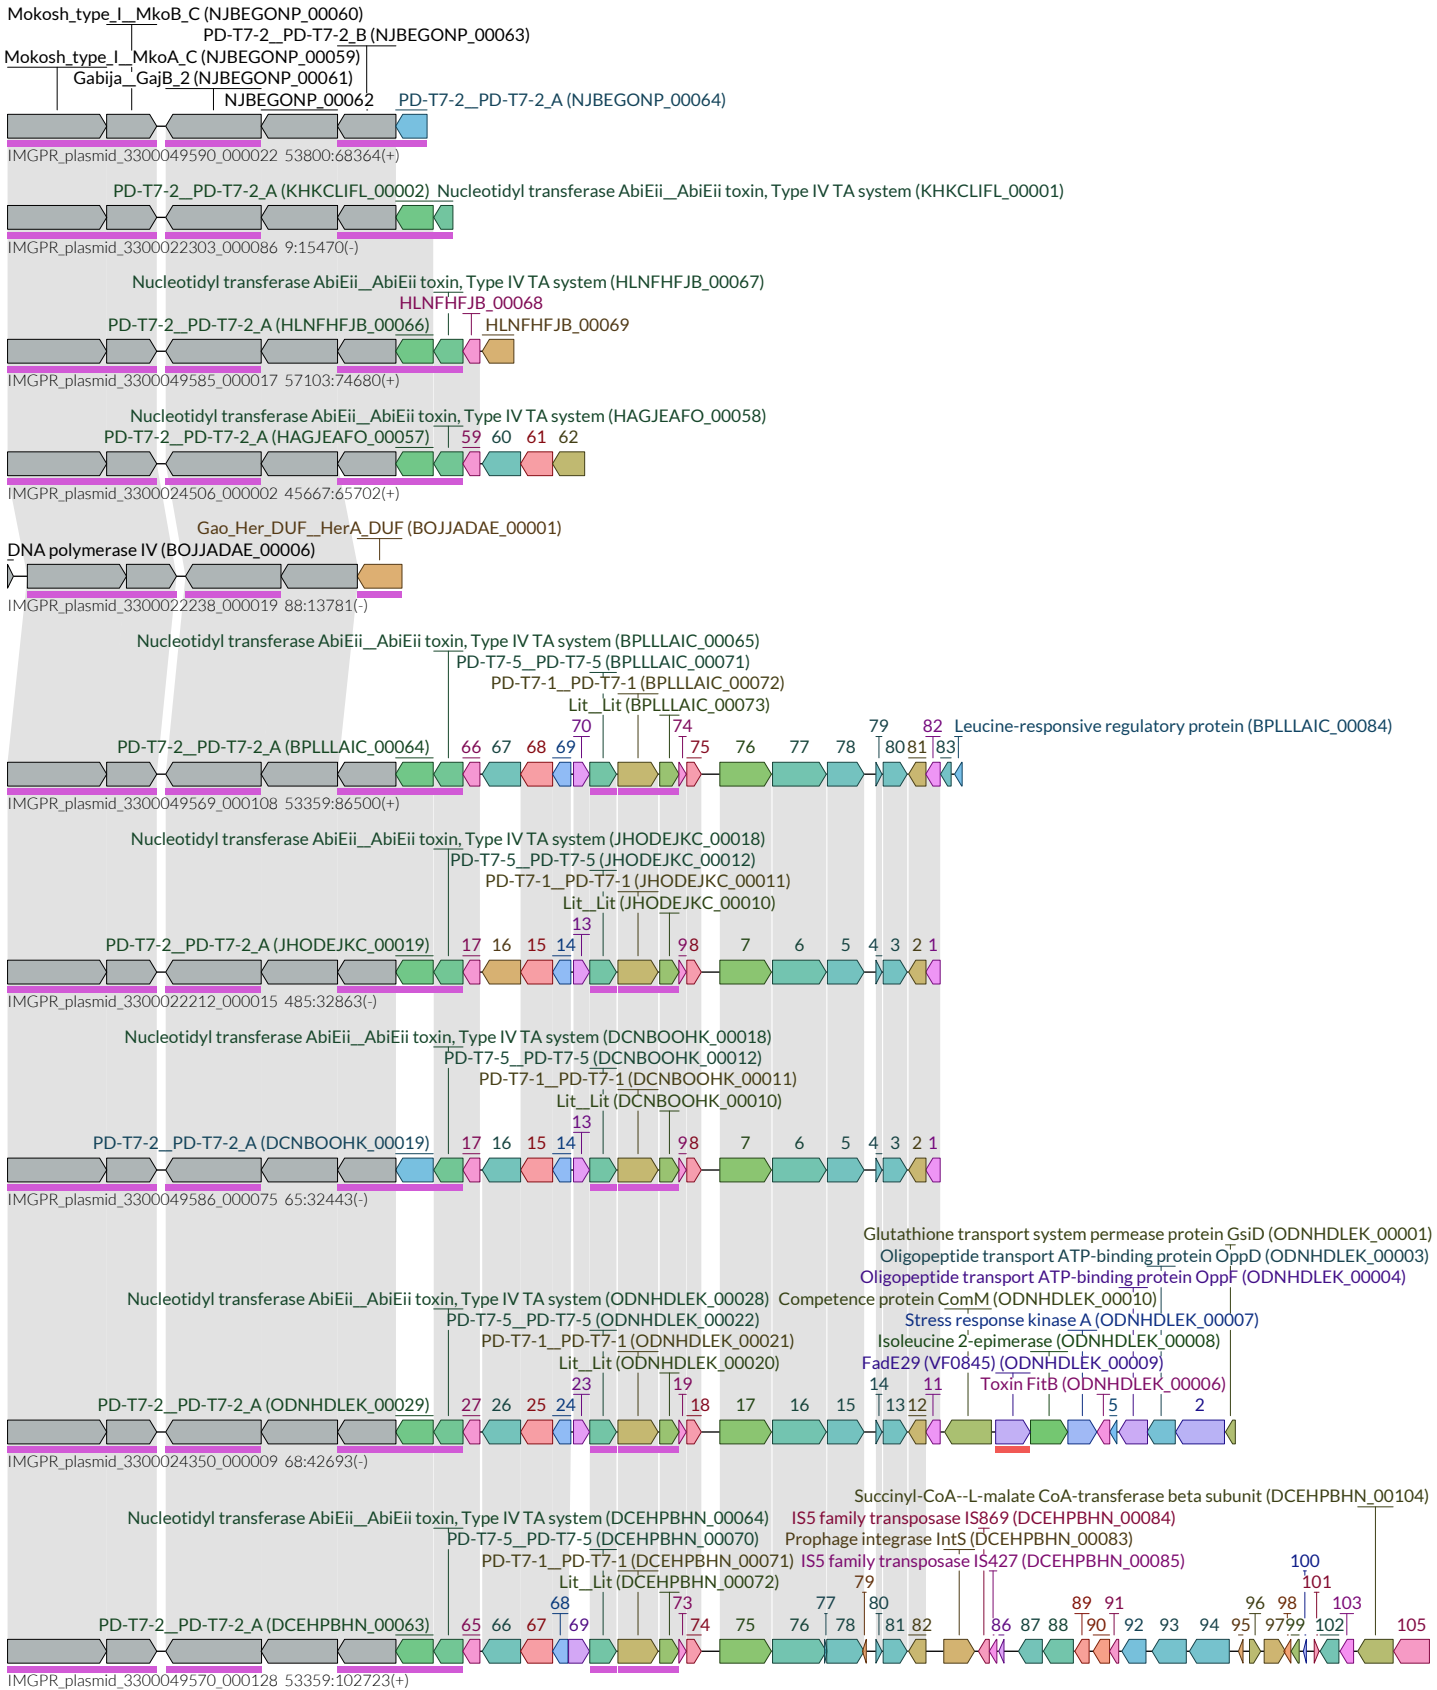 Mokosh_type_I__MkoB_C (NJBEGONP_00060)
PD-T7-2__PD-T7-2_B (NJBEGONP_00063)
Mokosh_type_I__MkoA_C (NJBEGONP_00059)
Gabija__GajB_2 (NJBEGONP_00061)
NJBEGONP_00062 PD-T7-2__PD-T7-2_A (NJBEGONP_00064)
IMGPR_plasmid_3300049590_000022 53800:68364(+)
PD-T7-2__PD-T7-2_A (KHKCLIFL_00002) Nucleotidyl transferase AbiEii__AbiEii toxin, Type IV TA system (KHKCLIFL_00001)
IMGPR_plasmid_3300022303_000086 9:15470(-)
Nucleotidyl transferase AbiEii__AbiEii toxin, Type IV TA system (HLNFHFJB_00067)
HLNFHFJB_00068
PD-T7-2__PD-T7-2_A (HLNFHFJB_00066) HLNFHFJB_00069
IMGPR_plasmid_3300049585_000017 57103:74680(+)
Nucleotidyl transferase AbiEii__AbiEii toxin, Type IV TA system (HAGJEAFO_00058)
PD-T7-2__PD-T7-2_A (HAGJEAFO_00057) 59 60 61 62
IMGPR_plasmid_3300024506_000002 45667:65702(+)
Gao_Her_DUF__HerA_DUF (BOJJADAE_00001)
DNA polymerase IV (BOJJADAE_00006)
IMGPR_plasmid_3300022238_000019 88:13781(-)
Nucleotidyl transferase AbiEii__AbiEii toxin, Type IV TA system (BPLLLAIC_00065)
PD-T7-5__PD-T7-5 (BPLLLAIC_00071)
PD-T7-1__PD-T7-1 (BPLLLAIC_00072)
Lit__Lit (BPLLLAIC_00073)
70 74 79 82 Leucine-responsive regulatory protein (BPLLLAIC_00084)
PD-T7-2__PD-T7-2_A (BPLLLAIC_00064) 66 67 68 69 75 76 77 78 80 81 83
IMGPR_plasmid_3300049569_000108 53359:86500(+)
Nucleotidyl transferase AbiEii__AbiEii toxin, Type IV TA system (JHODEJKC_00018)
PD-T7-5__PD-T7-5 (JHODEJKC_00012)
PD-T7-1__PD-T7-1 (JHODEJKC_00011)
Lit__Lit (JHODEJKC_00010)
13
PD-T7-2__PD-T7-2_A (JHODEJKC_00019) 17 16 15 14 9 8 7 6 5 4 3 2 1
IMGPR_plasmid_3300022212_000015 485:32863(-)
Nucleotidyl transferase AbiEii__AbiEii toxin, Type IV TA system (DCNBOOHK_00018)
PD-T7-5__PD-T7-5 (DCNBOOHK_00012)
PD-T7-1__PD-T7-1 (DCNBOOHK_00011)
Lit__Lit (DCNBOOHK_00010)
13
PD-T7-2__PD-T7-2_A (DCNBOOHK_00019) 17 16 15 14 9 8 7 6 5 4 3 2 1
IMGPR_plasmid_3300049586_000075 65:32443(-)
Glutathione transport system permease protein GsiD (ODNHDLEK_00001)
Oligopeptide transport ATP-binding protein OppD (ODNHDLEK_00003)
Oligopeptide transport ATP-binding protein OppF (ODNHDLEK_00004)
Nucleotidyl transferase AbiEii__AbiEii toxin, Type IV TA system (ODNHDLEK_00028) Competence protein ComM (ODNHDLEK_00010)
PD-T7-5__PD-T7-5 (ODNHDLEK_00022) Stress response kinase A (ODNHDLEK_00007)
PD-T7-1__PD-T7-1 (ODNHDLEK_00021) Isoleucine 2-epimerase (ODNHDLEK_00008)
Lit__Lit (ODNHDLEK_00020) FadE29 (VF0845) (ODNHDLEK_00009)
23 19 14 11 Toxin FitB (ODNHDLEK_00006)
PD-T7-2__PD-T7-2_A (ODNHDLEK_00029) 27 26 25 24 18 17 16 15 13 12 5 2
IMGPR_plasmid_3300024350_000009 68:42693(-)
Succinyl-CoA--L-malate CoA-transferase beta subunit (DCEHPBHN_00104)
Nucleotidyl transferase AbiEii__AbiEii toxin, Type IV TA system (DCEHPBHN_00064) IS5 family transposase IS869 (DCEHPBHN_00084)
PD-T7-5__PD-T7-5 (DCEHPBHN_00070) Prophage integrase IntS (DCEHPBHN_00083)
PD-T7-1__PD-T7-1 (DCEHPBHN_00071) IS5 family transposase IS427 (DCEHPBHN_00085) 100
Lit__Lit (DCEHPBHN_00072) 79 101
68 73 77 80 89 91 96 98 103
PD-T7-2__PD-T7-2_A (DCEHPBHN_00063) 65 66 67 69 74 75 76 78 81 82 86 87 88 90 92 93 94 95 97 99 102 105
IMGPR_plasmid_3300049570_000128 53359:102723(+)